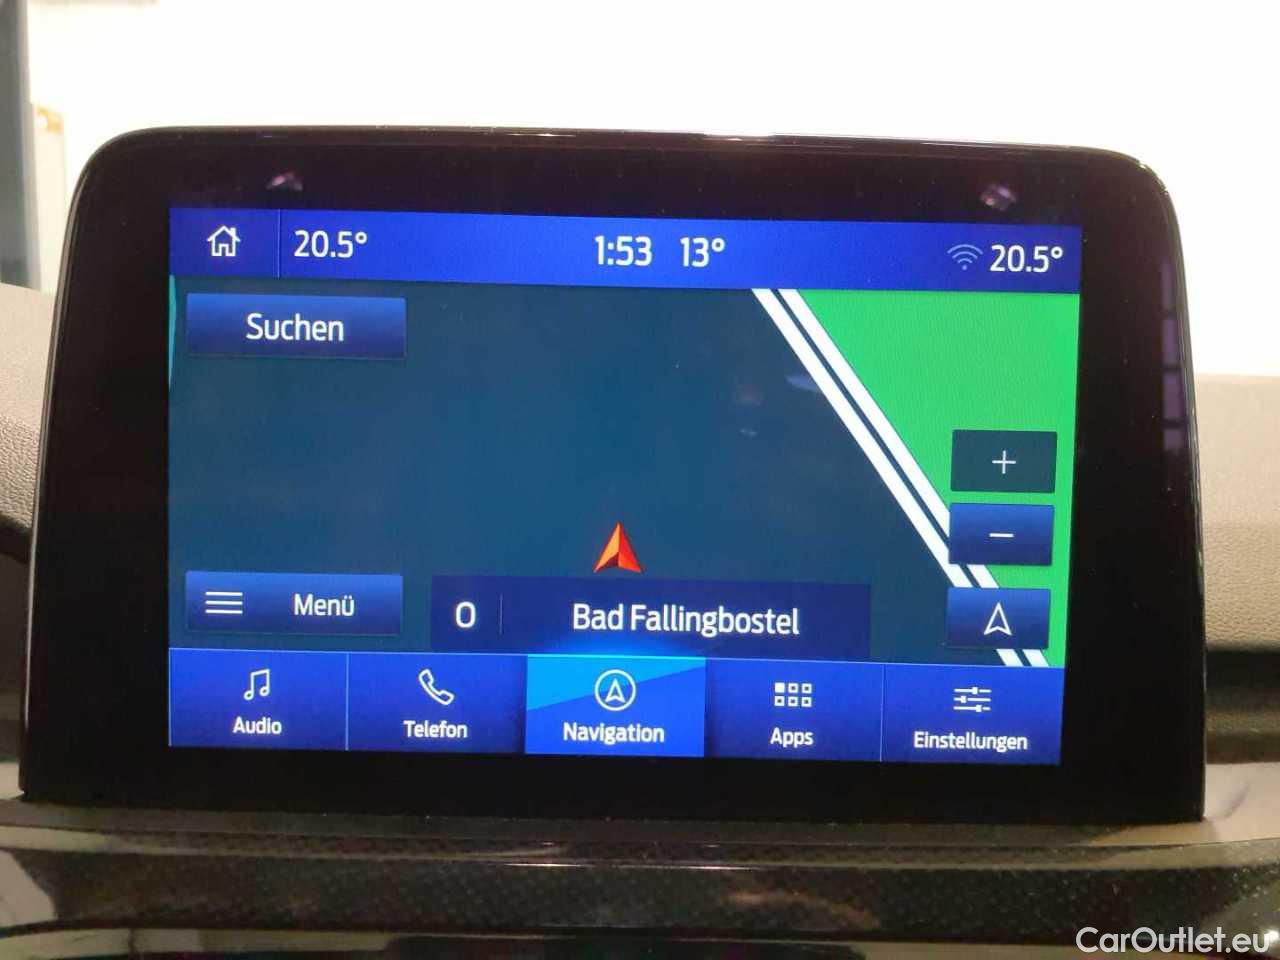 20.5° 1:53 13° 20.5°
Suchen
+
−
Menü
0 Bad Fallingbostel
Audio Telefon Navigation Apps Einstellungen
CarOutlet.eu